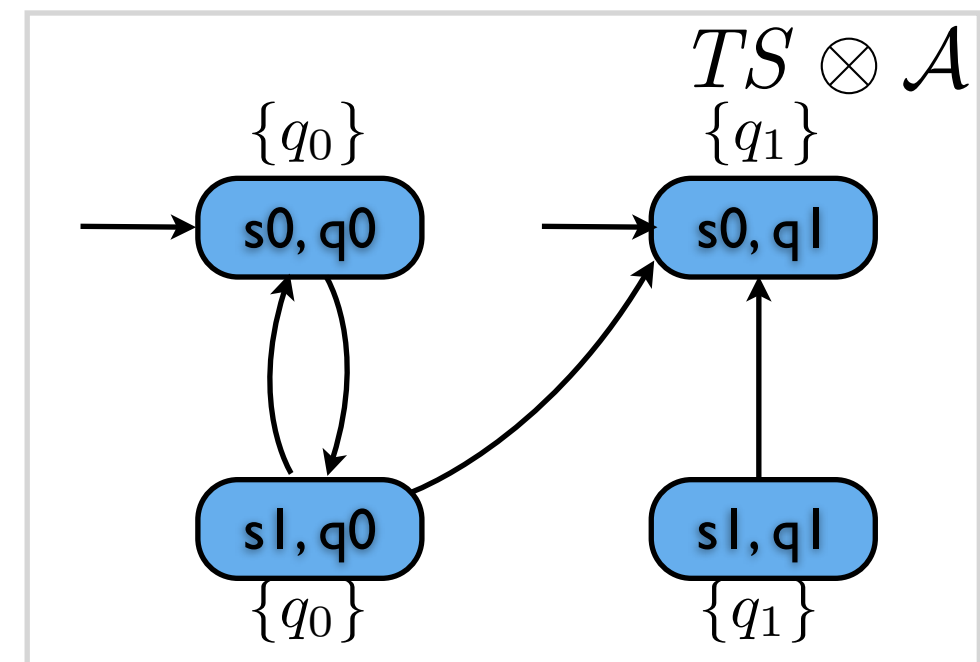 TS ⊗ 𝒜
{q₀} {q₁}
s0, q0 s0, q1
s1, q0 s1, q1
{q₀} {q₁}